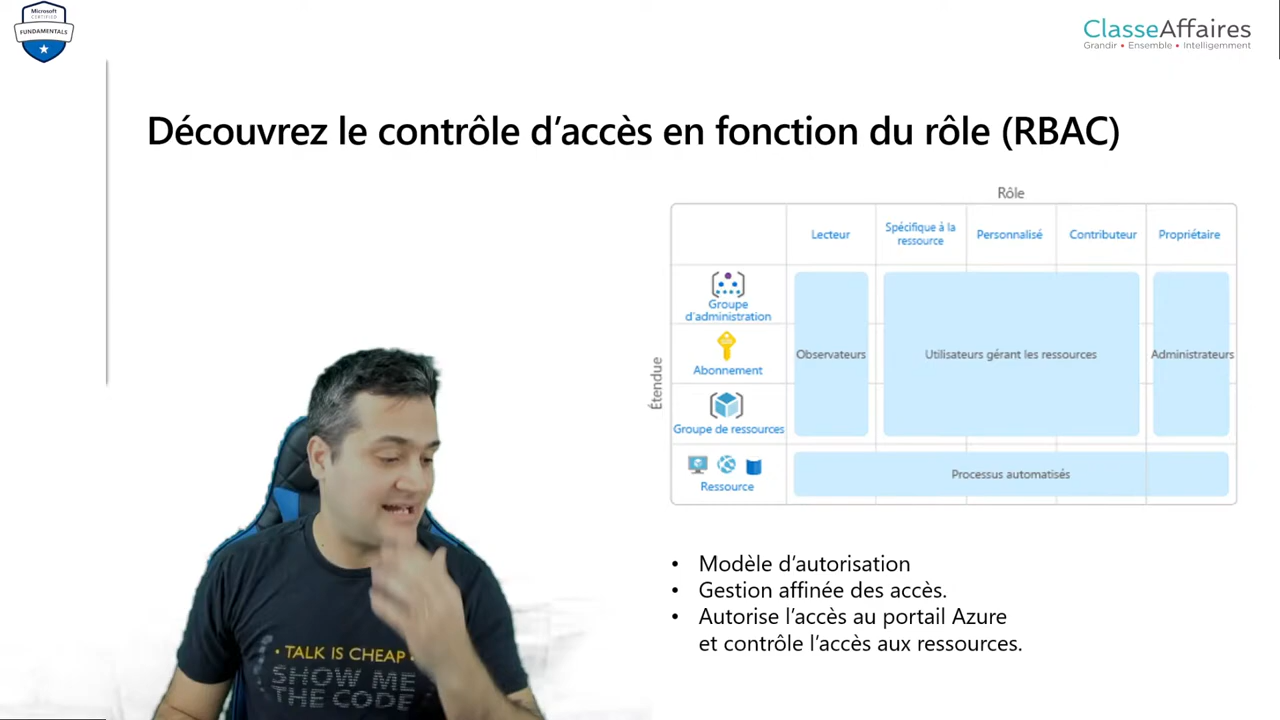 Microsoft
CERTIFIED
FUNDAMENTALS
ClasseAffaires
Grandir • Ensemble • Intelligemment
Découvrez le contrôle d’accès en fonction du rôle (RBAC)
Rôle
Lecteur
Spécifique à la
ressource
Personnalisé
Contributeur
Propriétaire
Étendue
Groupe
d'administration
Abonnement
Groupe de ressources
Ressource
Observateurs
Utilisateurs gérant les ressources
Administrateurs
Processus automatisés
• Modèle d’autorisation
• Gestion affinée des accès.
• Autorise l’accès au portail Azure
et contrôle l’accès aux ressources.
• TALK IS CHEAP •
SHOW ME
THE CODE